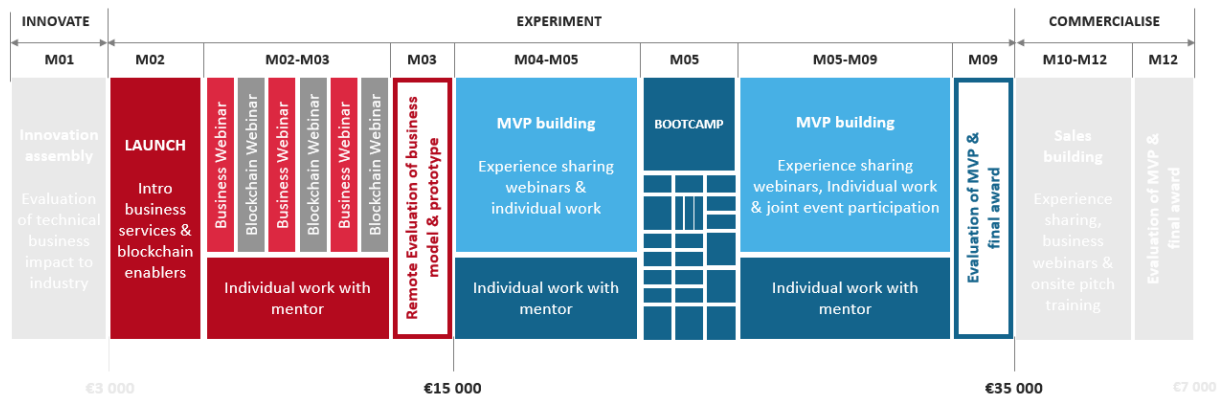 INNOVATE
EXPERIMENT
COMMERCIALISE
M01
M02
M02-M03
M03
M04-M05
M05
M05-M09
M09
M10-M12
M12
Innovation
assembly
Evaluation
of technical
business
impact to
industry
LAUNCH
Intro
business
services &
blockchain
enablers
Business Webinar
Blockchain Webinar
Business Webinar
Blockchain Webinar
Business Webinar
Blockchain Webinar
Individual work with
mentor
Remote Evaluation of business
model & prototype
MVP building
Experience sharing
webinars &
individual work
Individual work with
mentor
BOOTCAMP
MVP building
Experience sharing
webinars, Individual work
& joint event participation
Individual work with
mentor
Evaluation of MVP &
final award
Sales
building
Experience
sharing,
business
webinars &
onsite pitch
training
Evaluation of MVP &
final award
€3 000
€15 000
€35 000
€7 000